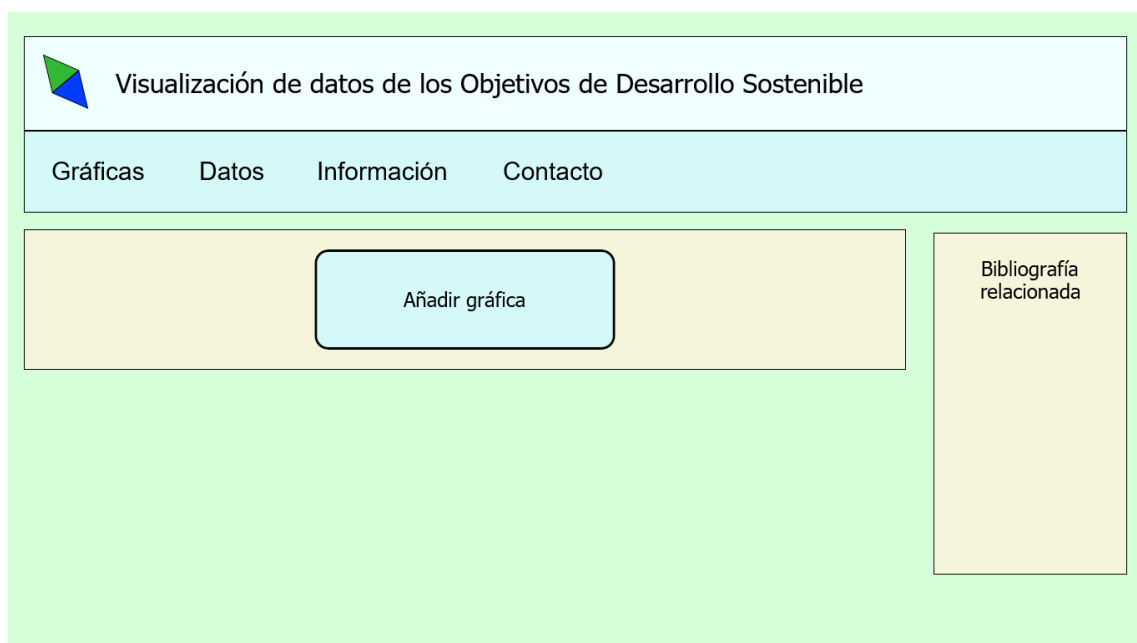 Visualización de datos de los Objetivos de Desarrollo Sostenible
Gráficas Datos Información Contacto
Añadir gráfica
Bibliografía
relacionada